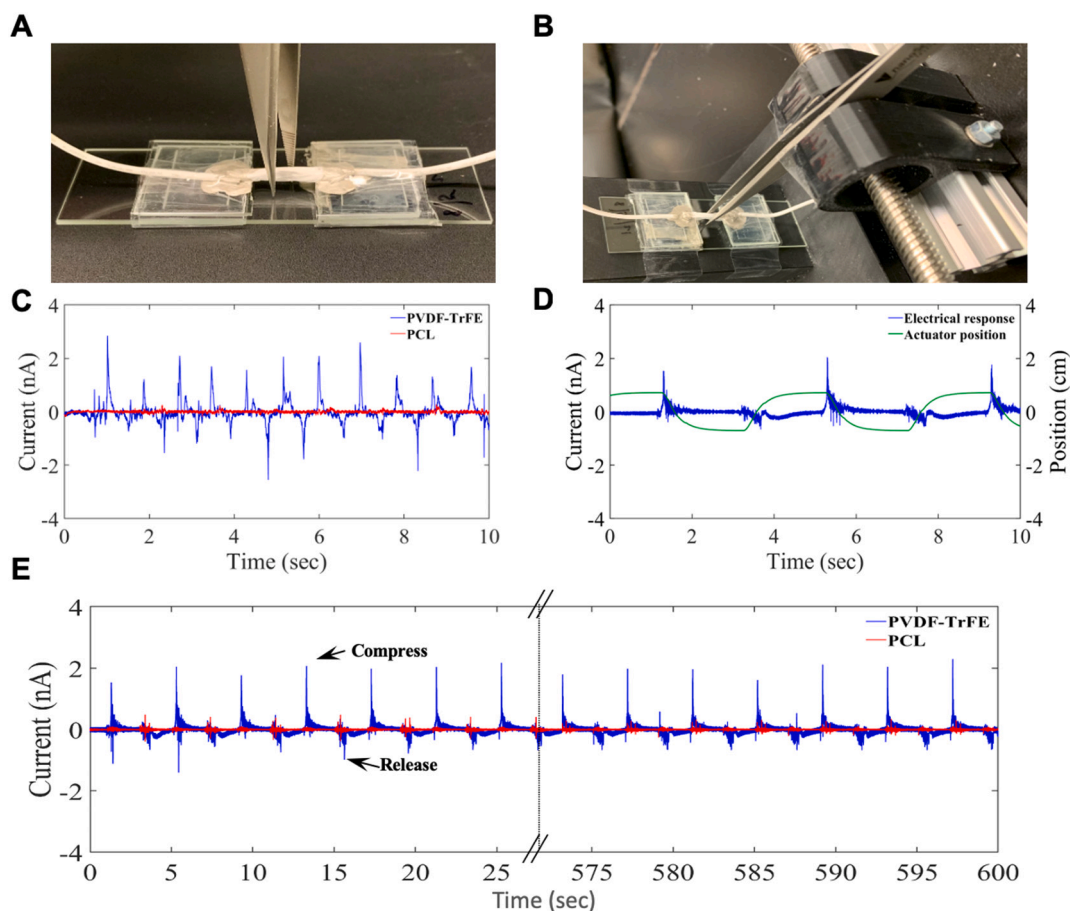 A
B
C
4
2
0
-2
-4
Current (nA)
PVDF-TrFE
PCL
0 2 4 6 8 10
Time (sec)
D
4
2
0
-2
-4
Current (nA)
Electrical response
Actuator position
4
2
0
-2
-4
Position (cm)
0 2 4 6 8 10
Time (sec)
E
4
2
0
-2
-4
Current (nA)
PVDF-TrFE
PCL
Compress
Release
0 5 10 15 20 25 575 580 585 590 595 600
Time (sec)